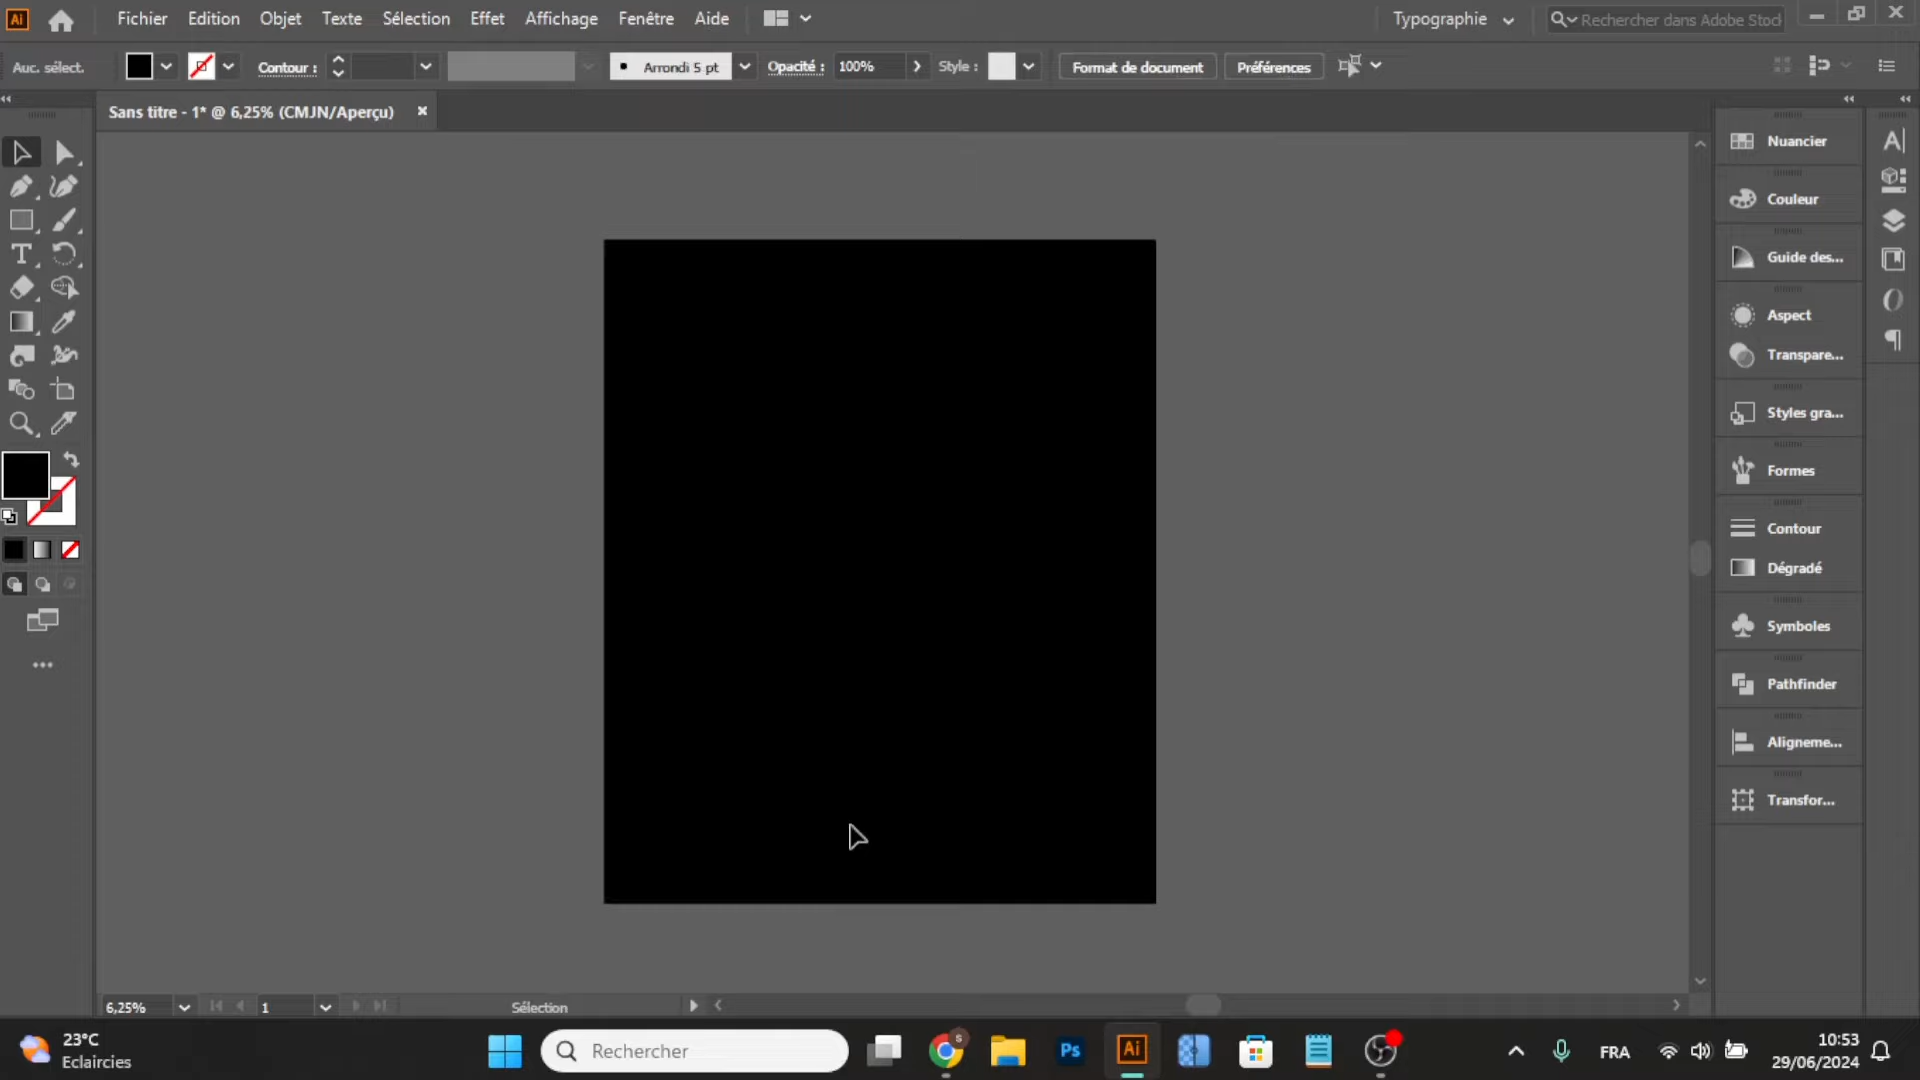 Ai Fichier Edition Objet Texte Sélection Effet Affichage Fenêtre Aide Typographie Rechercher dans Adobe Stock
Auc. sélect. Contour : Arrondi 5 pt Opacité : 100% Style : Format de document Préférences
Sans titre - 1* @ 6,25% (CMJN/Aperçu)
Nuancier
Couleur
Guide des...
Aspect
Transpare...
Styles gra...
Formes
Contour
Dégradé
Symboles
Pathfinder
Aligneme...
Transfor...
6,25% 1 Sélection
23°C
Eclaircies
Rechercher
Ps
Ai
FRA
10:53
29/06/2024